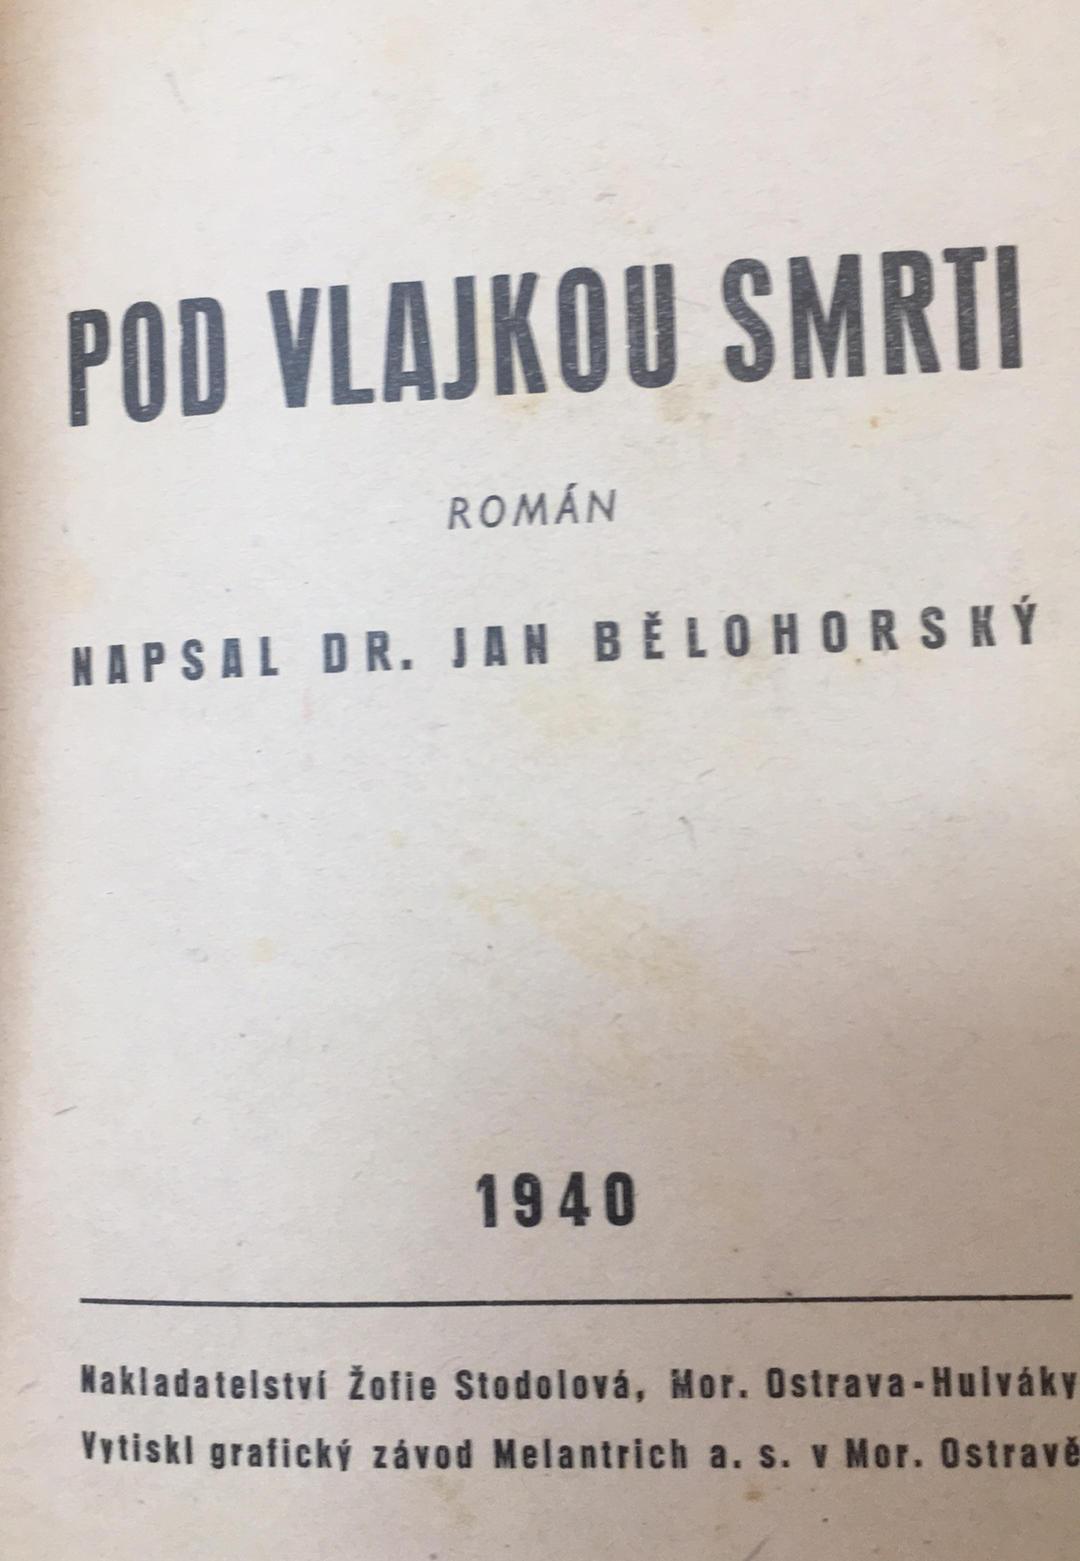 POD VLAJKOU SMRTI
ROMÁN
NAPSAL DR. JAN BĚLOHORSKÝ
1940
Nakladatelství Žofie Stodolová, Mor. Ostrava-Hulváky
Vytiskl grafický závod Melantrich a. s. v Mor. Ostravě